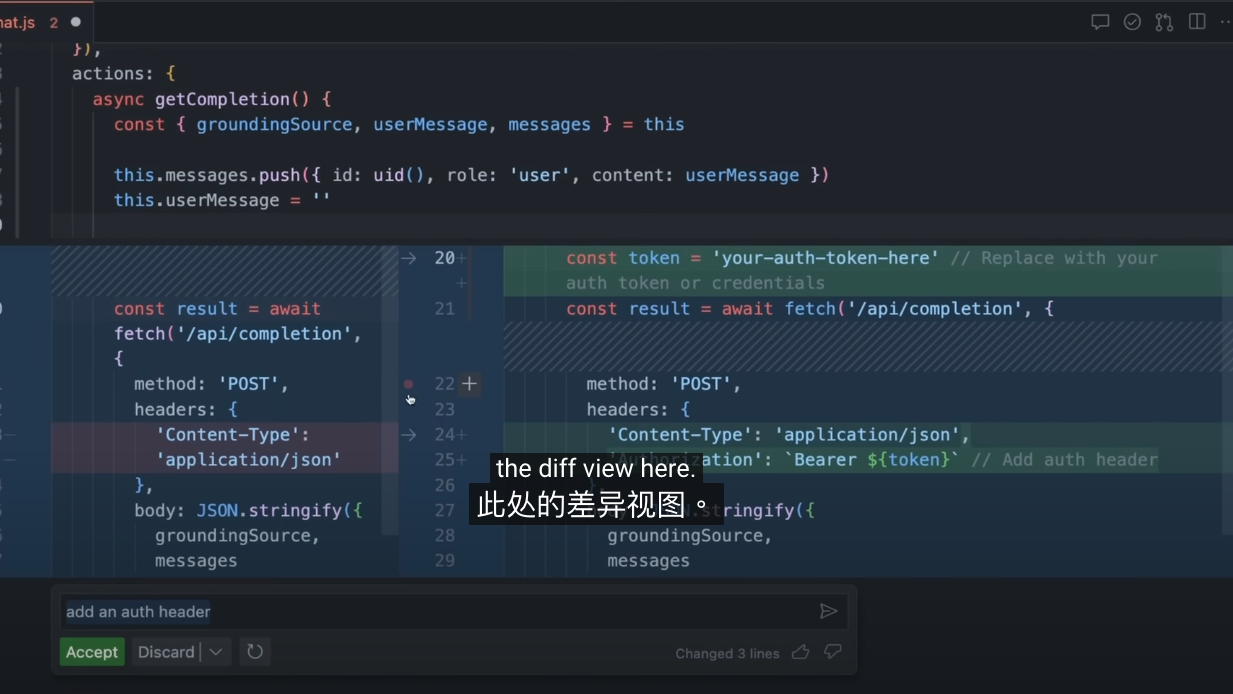 hat.js 2
}),
actions: {
async getCompletion() {
const { groundingSource, userMessage, messages } = this
this.messages.push({ id: uid(), role: 'user', content: userMessage })
this.userMessage = ''
20+ const token = 'your-auth-token-here' // Replace with your
+ auth token or credentials
const result = await
fetch('/api/completion',
{
21 const result = await fetch('/api/completion', {
method: 'POST',
headers: {
'Content-Type':
'application/json'
},
body: JSON.stringify({
groundingSource,
messages
22 + method: 'POST',
23 headers: {
24+ 'Content-Type': 'application/json',
25+ 'Authorization': `Bearer ${token}` // Add auth header
26
27 stringify({
28 groundingSource,
29 messages
the diff view here.
此处的差异视图。
add an auth header
Accept Discard
Changed 3 lines